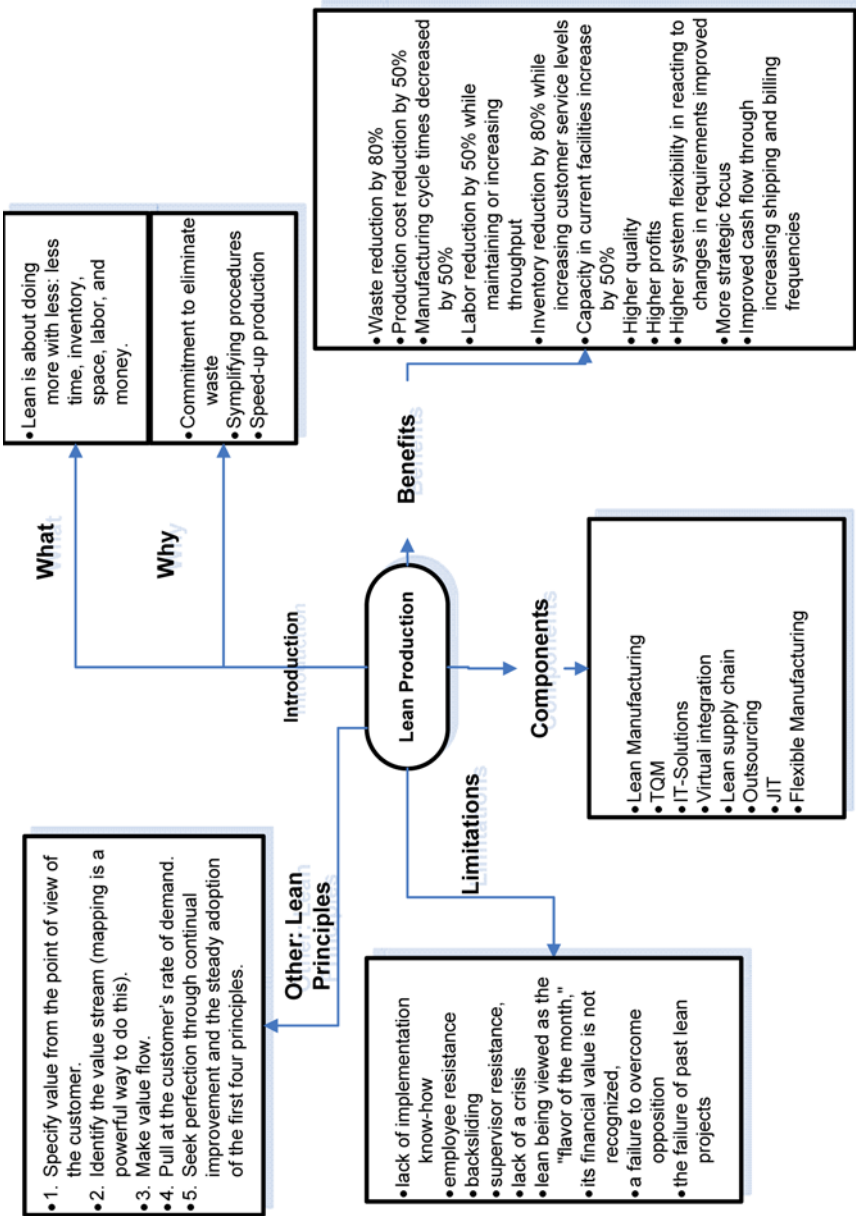 Lean Production
Introduction
What
• Lean is about doing
more with less: less
time, inventory,
space, labor, and
money.
Why
• Commitment to eliminate
waste
• Symplifying procedures
• Speed-up production
Benefits
• Waste reduction by 80%
• Production cost reduction by 50%
• Manufacturing cycle times decreased
by 50%
• Labor reduction by 50% while
maintaining or increasing
throughput
• Inventory reduction by 80% while
increasing customer service levels
• Capacity in current facilities increase
by 50%
• Higher quality
• Higher profits
• Higher system flexibility in reacting to
changes in requirements improved
• More strategic focus
• Improved cash flow through
increasing shipping and billing
frequencies
Components
• Lean Manufacturing
• TQM
• IT-Solutions
• Virtual integration
• Lean supply chain
• Outsourcing
• JIT
• Flexible Manufacturing
Limitations
• lack of implementation
know-how
• employee resistance
• backsliding
• supervisor resistance,
• lack of a crisis
• lean being viewed as the
"flavor of the month,"
• its financial value is not
recognized,
• a failure to overcome
opposition
• the failure of past lean
projects
Other: Lean
Principles
• 1. Specify value from the point of view of
the customer.
• 2. Identify the value stream (mapping is a
powerful way to do this).
• 3. Make value flow.
• 4. Pull at the customer's rate of demand.
• 5. Seek perfection through continual
improvement and the steady adoption
of the first four principles.